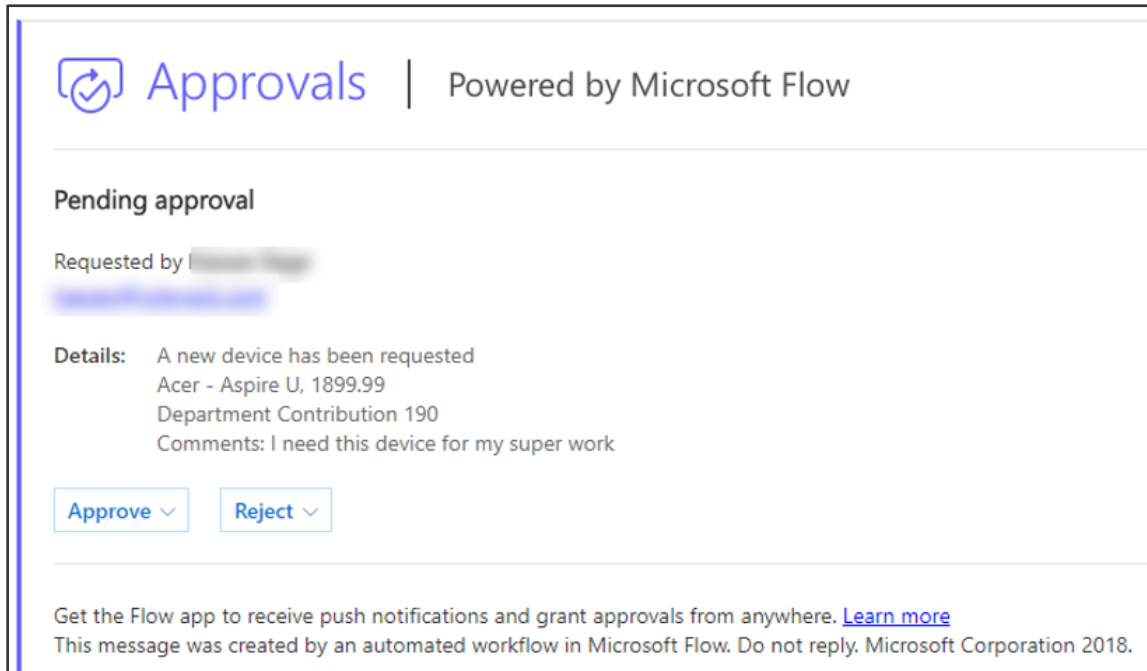 Approvals | Powered by Microsoft Flow
Pending approval
Requested by
Details: A new device has been requested
Acer - Aspire U, 1899.99
Department Contribution 190
Comments: I need this device for my super work
Approve Reject
Get the Flow app to receive push notifications and grant approvals from anywhere. Learn more
This message was created by an automated workflow in Microsoft Flow. Do not reply. Microsoft Corporation 2018.